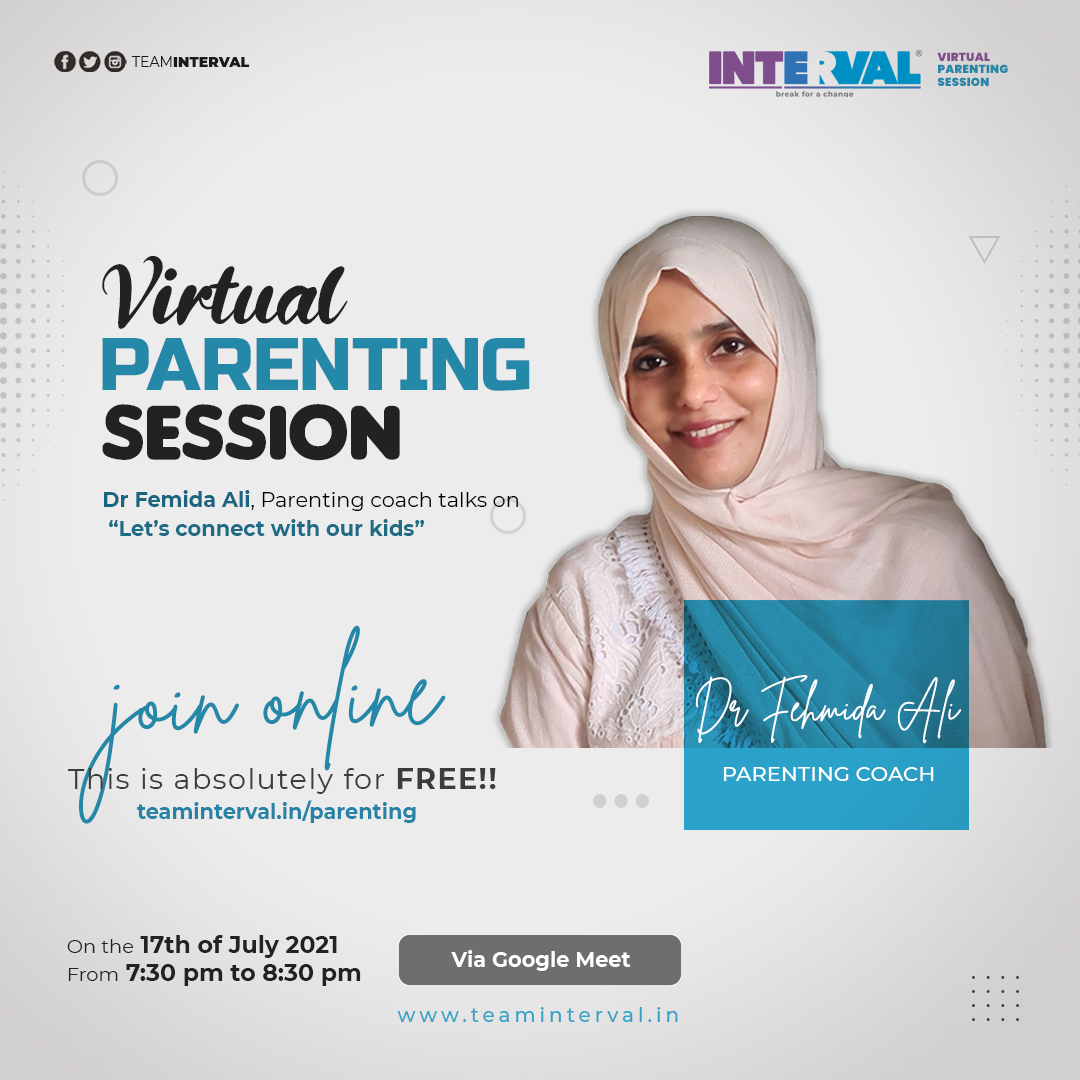 TEAMINTERVAL
INTERVAL®
break for a change
VIRTUAL
PARENTING
SESSION
Virtual
PARENTING
SESSION
Dr Femida Ali, Parenting coach talks on
“Let’s connect with our kids”
join online
This is absolutely for FREE!!
teaminterval.in/parenting
Dr Fehmida Ali
PARENTING COACH
On the 17th of July 2021
From 7:30 pm to 8:30 pm
Via Google Meet
www.teaminterval.in